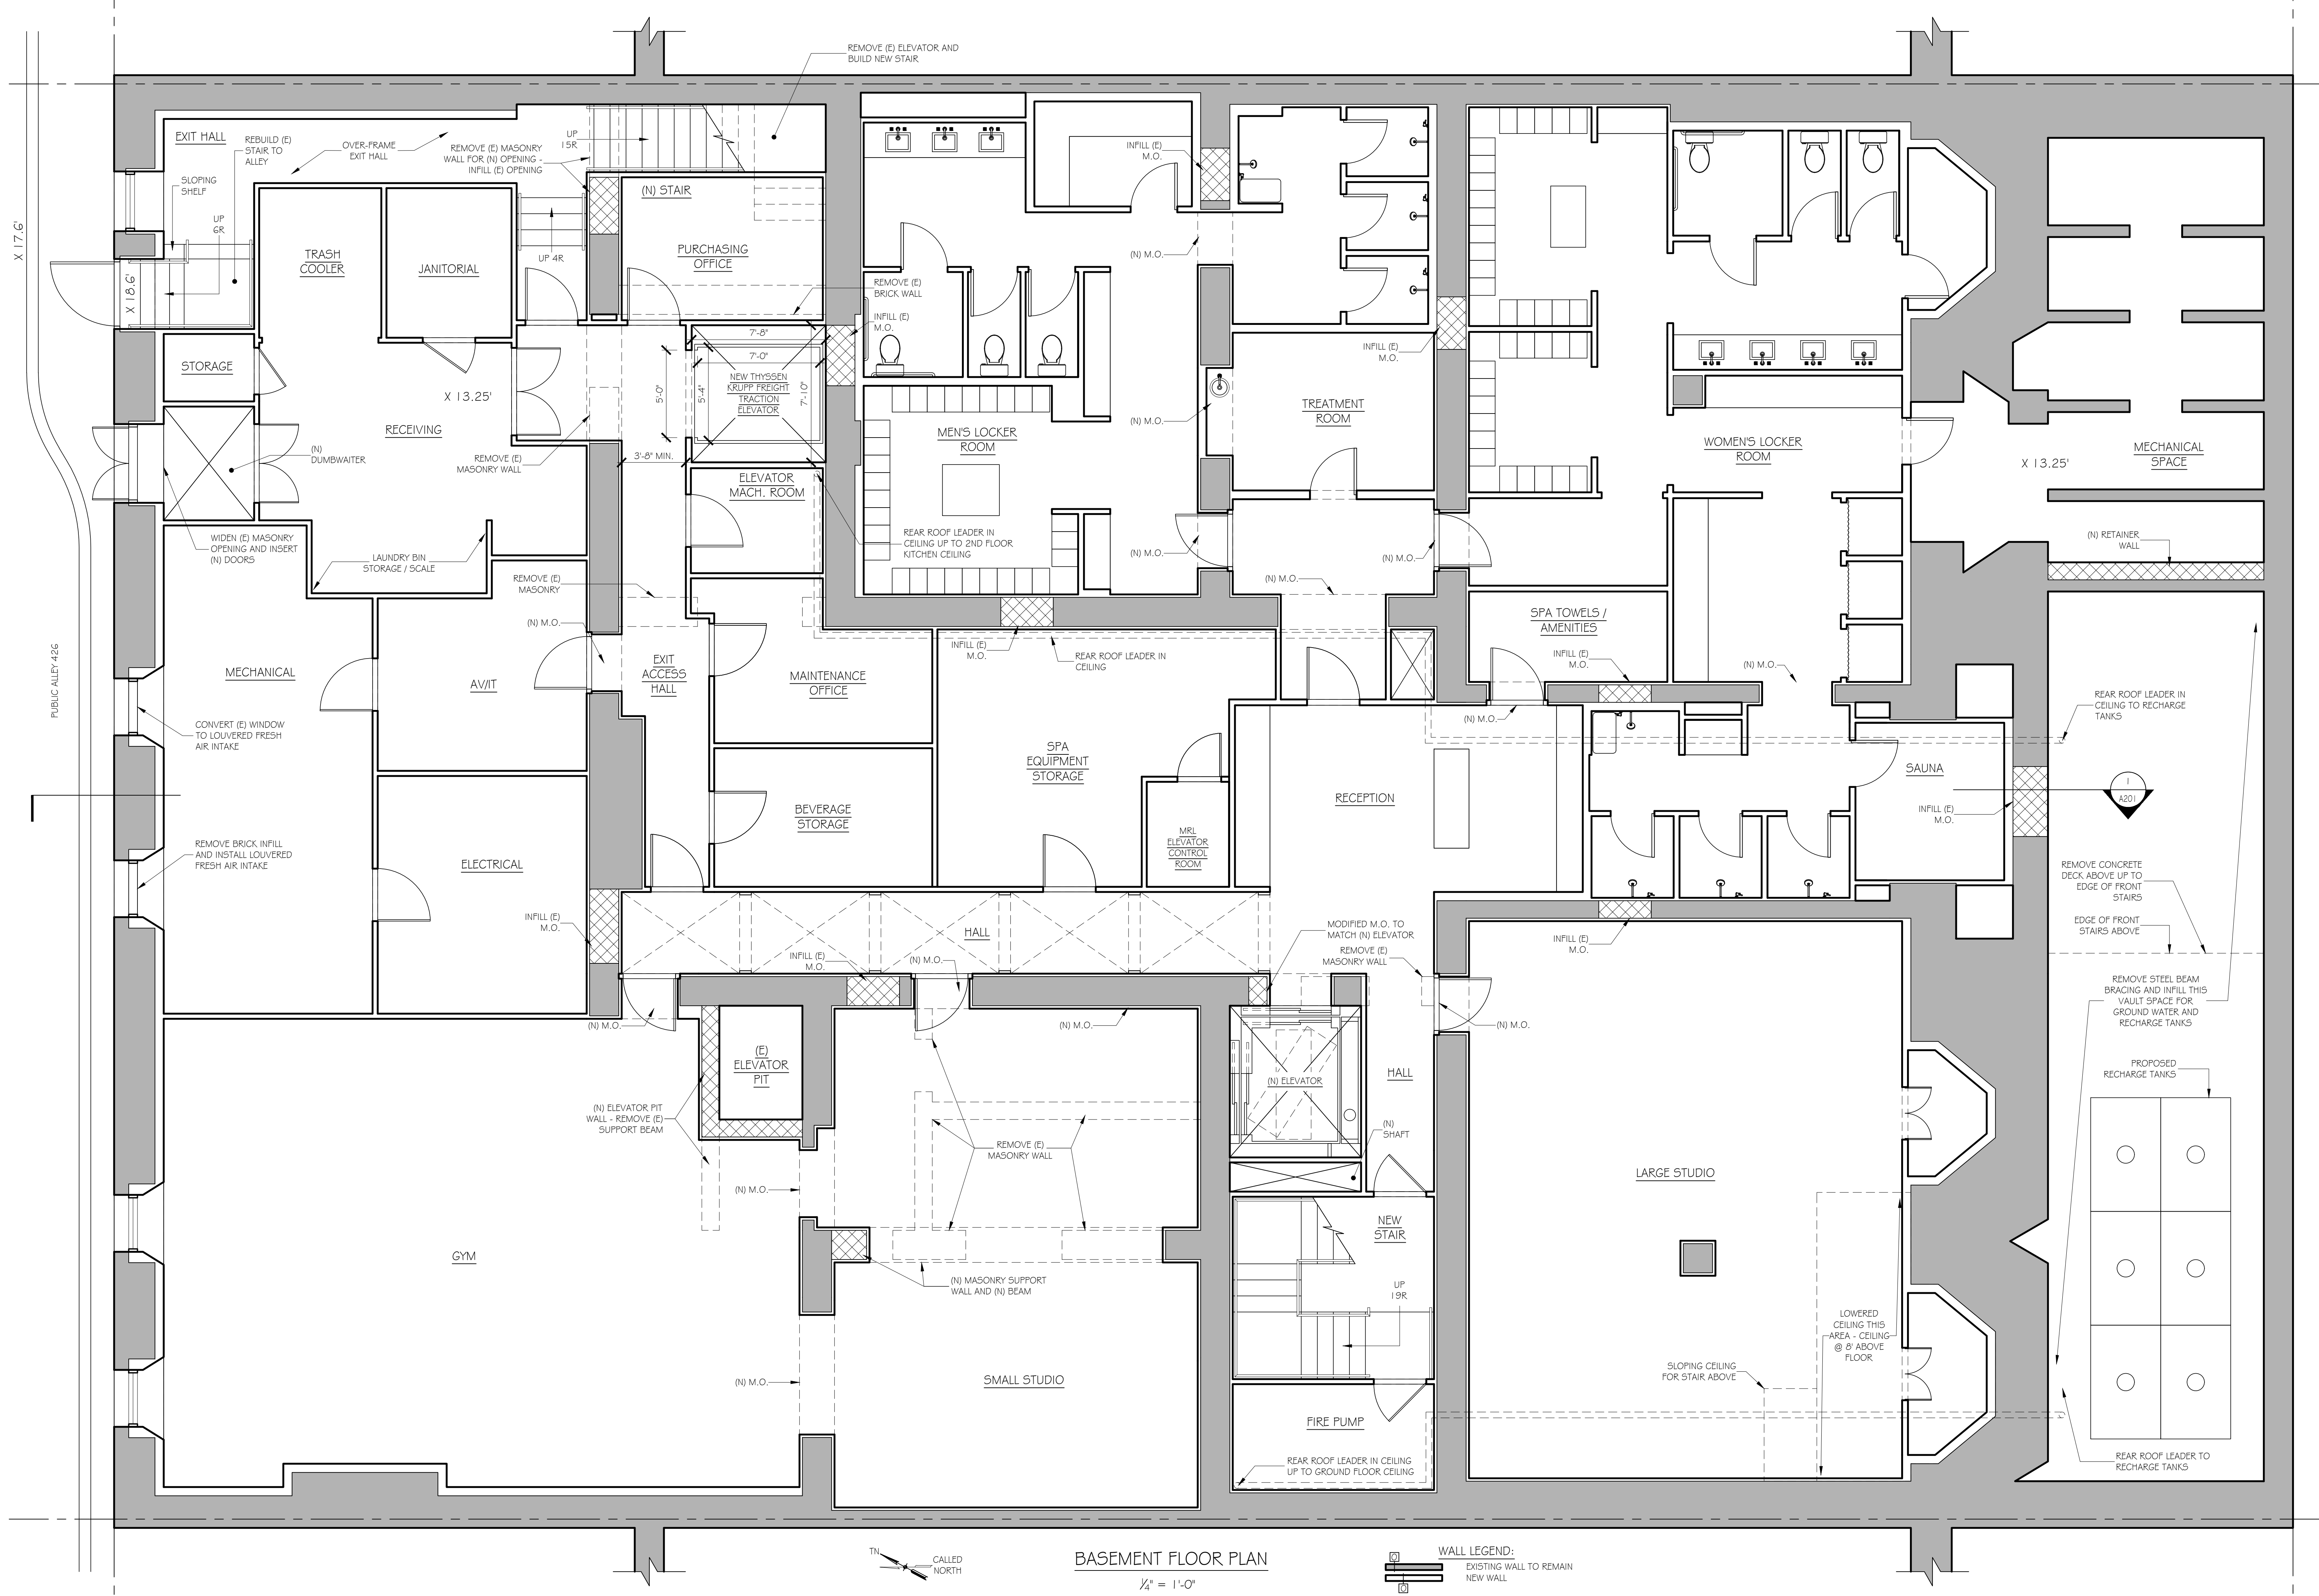 REMOVE (E) ELEVATOR AND
BUILD NEW STAIR
EXIT HALL
REBUILD (E)
STAIR TO
ALLEY
OVER-FRAME
EXIT HALL
UP
15R
REMOVE (E) MASONRY
WALL FOR (N) OPENING -
INFILL (E) OPENING
SLOPING
SHELF
UP
6R
(N) STAIR
INFILL (E)
M.O.
X 17.6'
X 18.6'
TRASH
COOLER
JANITORIAL
UP 4R
PURCHASING
OFFICE
(N) M.O.
REMOVE (E)
BRICK WALL
INFILL (E)
M.O.
INFILL (E)
M.O.
STORAGE
X 13.25'
7'-8"
7'-0"
5'-0"
5'-4"
7'-10"
NEW THYSSEN
KRUPP FREIGHT
TRACTION
ELEVATOR
3'-8" MIN.
RECEIVING
(N)
DUMBWAITER
REMOVE (E)
MASONRY WALL
MEN'S LOCKER
ROOM
(N) M.O.
TREATMENT
ROOM
WOMEN'S LOCKER
ROOM
X 13.25'
MECHANICAL
SPACE
ELEVATOR
MACH. ROOM
WIDEN (E) MASONRY
OPENING AND INSERT
(N) DOORS
LAUNDRY BIN
STORAGE / SCALE
REAR ROOF LEADER IN
CEILING UP TO 2ND FLOOR
KITCHEN CEILING
(N) M.O.
(N) M.O.
(N) RETAINER
WALL
REMOVE (E)
MASONRY
(N) M.O.
(N) M.O.
SPA TOWELS /
AMENITIES
INFILL (E)
M.O.
INFILL (E)
M.O.
REAR ROOF LEADER IN
CEILING
(N) M.O.
PUBLIC ALLEY 426
MECHANICAL
AV/IT
EXIT
ACCESS
HALL
MAINTENANCE
OFFICE
(N) M.O.
REAR ROOF LEADER IN
CEILING TO RECHARGE
TANKS
CONVERT (E) WINDOW
TO LOUVERED FRESH
AIR INTAKE
SPA
EQUIPMENT
STORAGE
RECEPTION
SAUNA
INFILL (E)
M.O.
1
A201
BEVERAGE
STORAGE
MRL
ELEVATOR
CONTROL
ROOM
REMOVE BRICK INFILL
AND INSTALL LOUVERED
FRESH AIR INTAKE
ELECTRICAL
REMOVE CONCRETE
DECK ABOVE UP TO
EDGE OF FRONT
STAIRS
EDGE OF FRONT
STAIRS ABOVE
INFILL (E)
M.O.
HALL
INFILL (E)
M.O.
(N) M.O.
MODIFIED M.O. TO
MATCH (N) ELEVATOR
REMOVE (E)
MASONRY WALL
INFILL (E)
M.O.
REMOVE STEEL BEAM
BRACING AND INFILL THIS
VAULT SPACE FOR
GROUND WATER AND
RECHARGE TANKS
(N) M.O.
(N) M.O.
(N) M.O.
(E)
ELEVATOR
PIT
(N) ELEVATOR
HALL
PROPOSED
RECHARGE TANKS
(N) ELEVATOR PIT
WALL - REMOVE (E)
SUPPORT BEAM
REMOVE (E)
MASONRY WALL
(N)
SHAFT
LARGE STUDIO
(N) M.O.
NEW
STAIR
GYM
(N) MASONRY SUPPORT
WALL AND (N) BEAM
UP
19R
LOWERED
CEILING THIS
AREA - CEILING
@ 8' ABOVE
FLOOR
(N) M.O.
SMALL STUDIO
SLOPING CEILING
FOR STAIR ABOVE
FIRE PUMP
REAR ROOF LEADER IN CEILING
UP TO GROUND FLOOR CEILING
REAR ROOF LEADER TO
RECHARGE TANKS
TN
CALLED
NORTH
BASEMENT FLOOR PLAN
1/4" = 1'-0"
WALL LEGEND:
EXISTING WALL TO REMAIN
NEW WALL